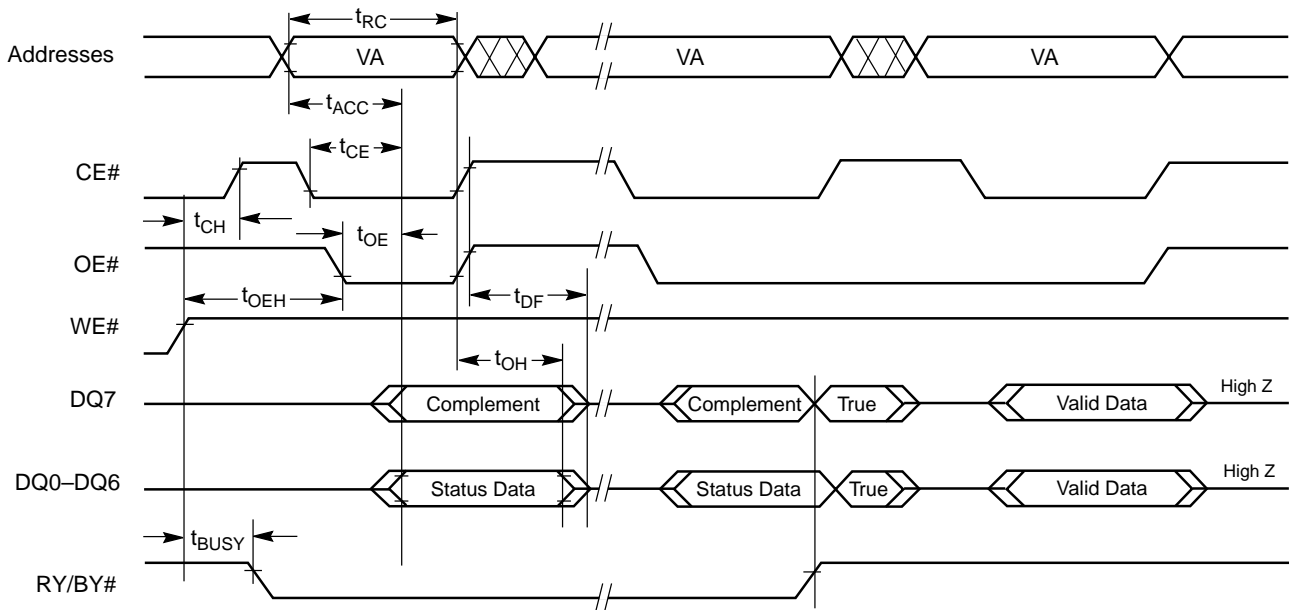 tRC
Addresses VA VA VA
tACC
tCE
CE#
tCH
tOE
OE#
tOEH tDF
WE#
tOH
DQ7 Complement Complement True Valid Data High Z
DQ0–DQ6 Status Data Status Data True Valid Data High Z
tBUSY
RY/BY#